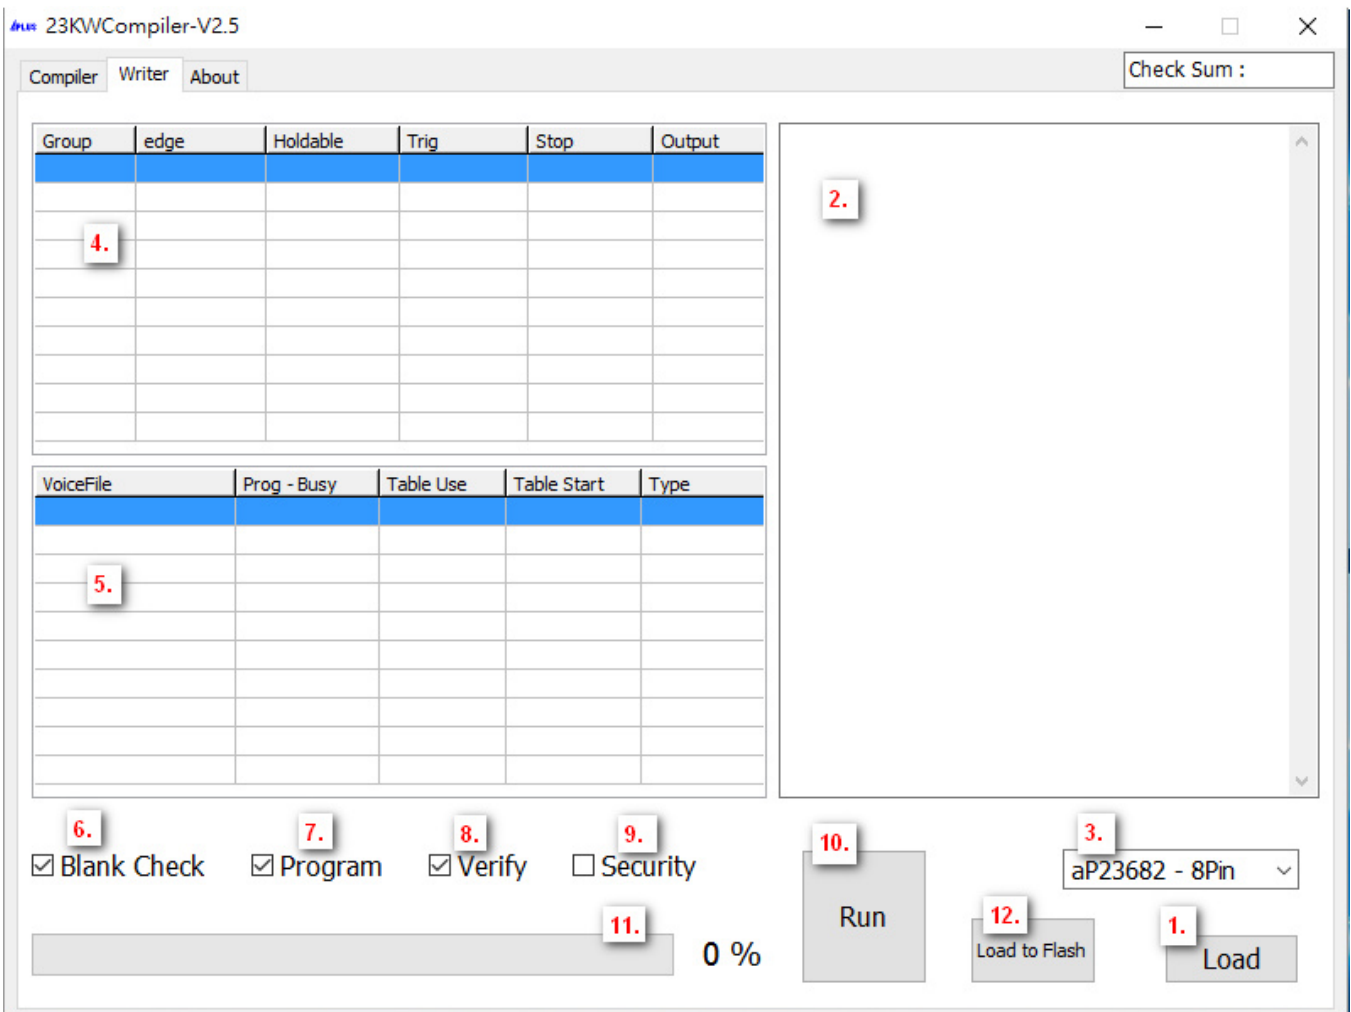 APLUS 23KWCompiler-V2.5
Compiler Writer About Check Sum :
Group edge Holdable Trig Stop Output
2.
4.
VoiceFile Prog - Busy Table Use Table Start Type
5.
6. 7. 8. 9. 10. 3.
Blank Check Program Verify Security aP23682 - 8Pin
Run
11. 12. 1.
0 % Load to Flash Load